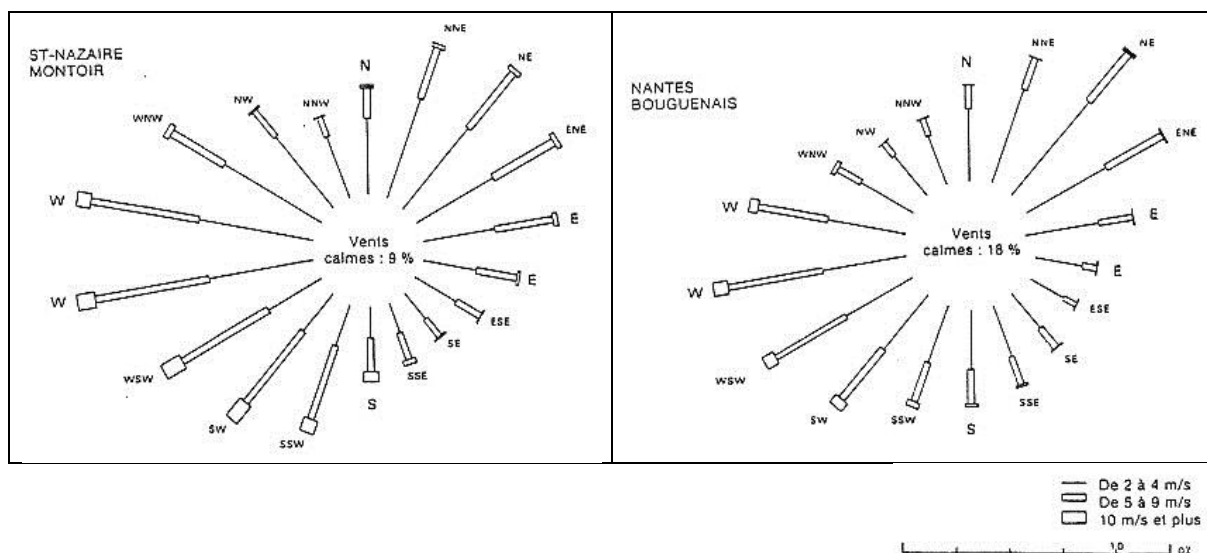 ST-NAZAIRE
MONTOIR
N
NNE
NE
ENE
E
E
ESE
SE
SSE
S
SSW
SW
WSW
W
W
WNW
NW
NNW
Vents
calmes : 9 %
NANTES
BOUGUENAIS
N
NNE
NE
ENE
E
E
ESE
SE
SSE
S
SSW
SW
WSW
W
W
WNW
NW
NNW
Vents
calmes : 18 %
De 2 à 4 m/s
De 5 à 9 m/s
10 m/s et plus